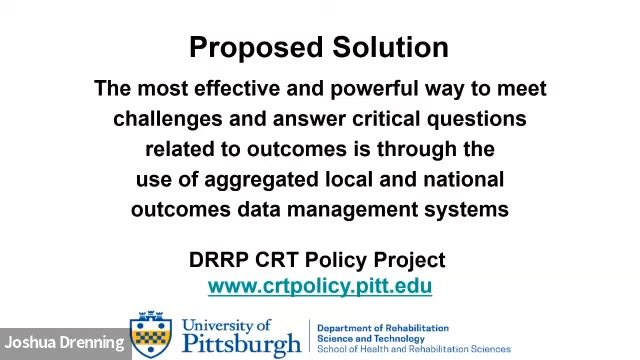 Proposed Solution
The most effective and powerful way to meet
challenges and answer critical questions
related to outcomes is through the
use of aggregated local and national
outcomes data management systems
DRRP CRT Policy Project
www.crtpolicy.pitt.edu
University of
Pittsburgh
Department of Rehabilitation
Science and Technology
School of Health and Rehabilitation Sciences
Joshua Drenning